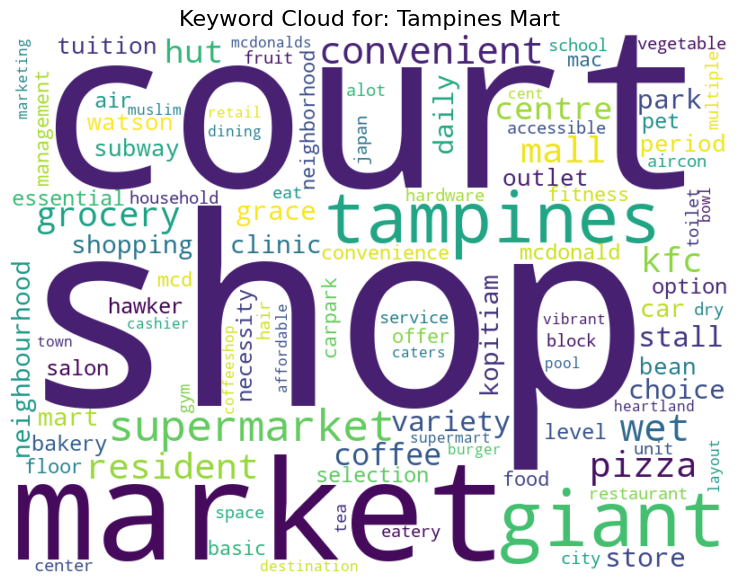 Keyword Cloud for: Tampines Mart
marketing
tuition
hut
mcdonalds
fruit
convenient
school
mac
vegetable
court
management
air
muslim
watson
retail
dining
subway
neighborhood
alot
japan
daily
cent
centre
accessible
mall
park
pet
period
aircon
multiple
essential
household
grocery
eat
grace
hardware
outlet
fitness
toilet
bowl
tampines
shopping
clinic
convenience
mcdonald
kfc
option
neighbourhood
mcd
hawker
cashier
necessity
hair
affordable
carpark
service
offer
caters
kopitiam
vibrant
block
pool
car
dry
stall
shop
town
salon
coffeeshop
gym
bean
choice
mart
supermarket
variety
heartland
bakery
coffee
supermart
burger
level
wet
unit
floor
resident
selection
food
pizza
layout
market
space
tea
giant
restaurant
basic
eatery
store
center
destination
city